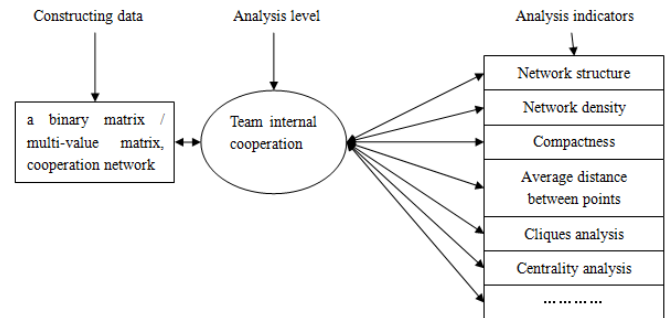 Constructing data
Analysis level
Analysis indicators
a binary matrix /
multi-value matrix,
cooperation network
Team internal
cooperation
Network structure
Network density
Compactness
Average distance
between points
Cliques analysis
Centrality analysis
…………